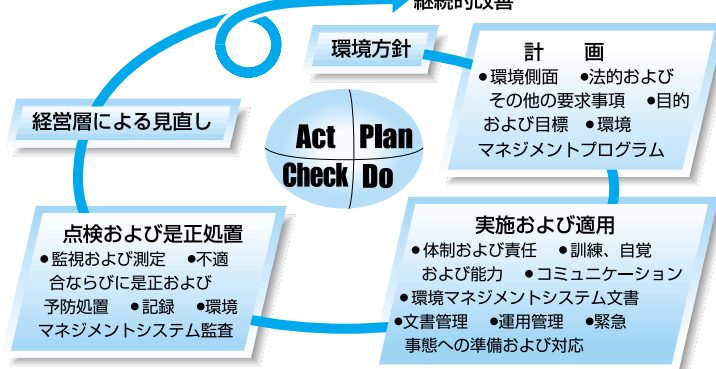 継続的改善
環境方針
計　画
●環境側面　●法的および
その他の要求事項　●目的
および目標　●環境
マネジメントプログラム
経営層による見直し
Act Plan
Check Do
点検および是正処置
●監視および測定　●不適
合ならびに是正および
予防処置　●記録　●環境
マネジメントシステム監査
実施および適用
●体制および責任　●訓練、自覚
および能力　●コミュニケーション
●環境マネジメントシステム文書
●文書管理　●運用管理　●緊急
事態への準備および対応